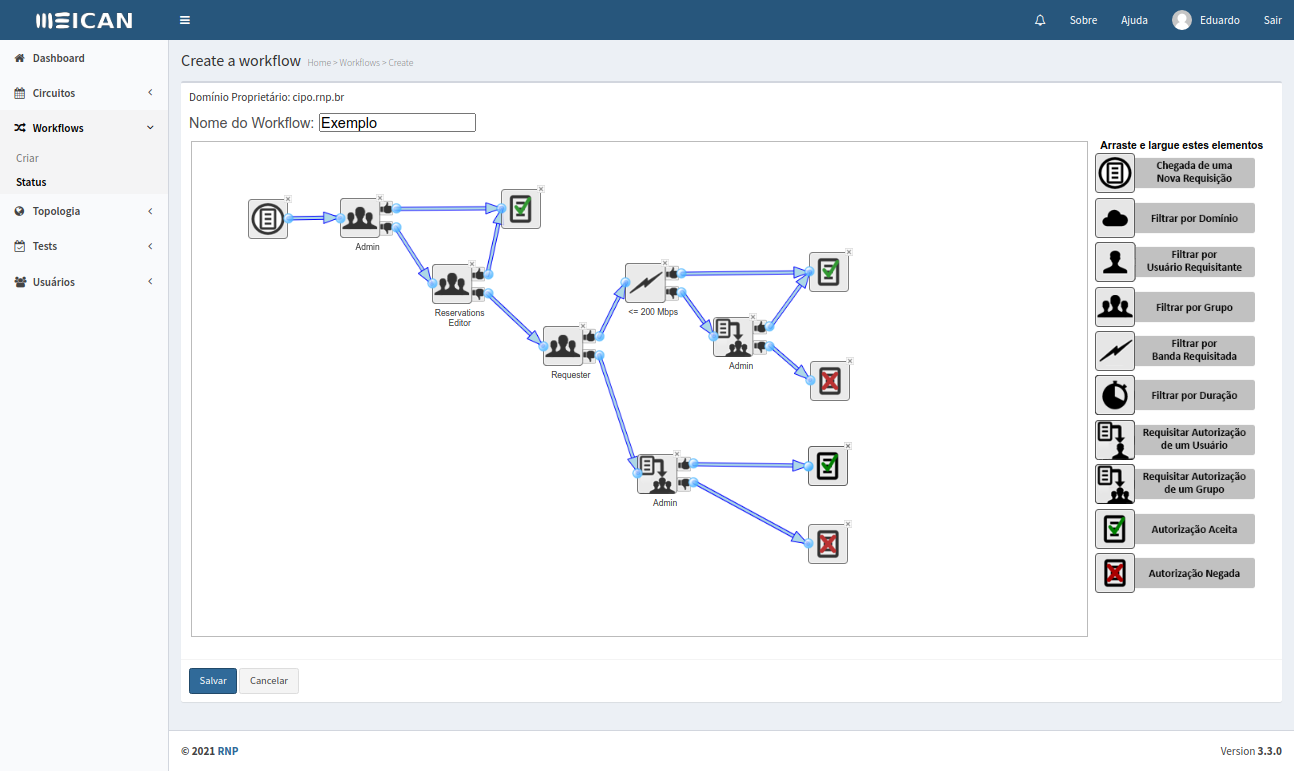 MEICAN
Sobre
Ajuda
Eduardo
Sair
Dashboard
Circuitos
Workflows
Criar
Status
Topologia
Tests
Usuários
Create a workflow
Home > Workflows > Create
Domínio Proprietário: cipo.rnp.br
Nome do Workflow: Exemplo
Admin
Reservations
Editor
Requester
<= 200 Mbps
Admin
Admin
Arraste e largue estes elementos
Chegada de uma
Nova Requisição
Filtrar por Domínio
Filtrar por
Usuário Requisitante
Filtrar por Grupo
Filtrar por
Banda Requisitada
Filtrar por Duração
Requisitar Autorização
de um Usuário
Requisitar Autorização
de um Grupo
Autorização Aceita
Autorização Negada
Salvar
Cancelar
© 2021 RNP
Version 3.3.0